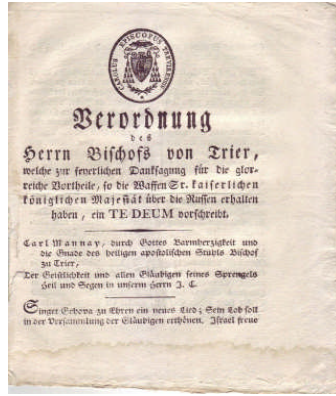 CAROLUS EPISCOPUS TREVIRENSIS
Verordnung
des
Herrn Bischofs von Trier,
welche zur feyerlichen Danksagung für die glor-
reiche Vortheile, so die Waffen Sr. kaiserlichen
königlichen Majestät über die Russen erhalten
haben, ein TE DEUM vorschreibt.
Carl Mannay, durch Gottes Barmherzigkeit und
die Gnade des heiligen apostolischen Stuhls Bischof
zu Trier,
Der Geistlichkeit und allen Gläubigen seines Sprengels
Heil und Segen in unserm Herrn J. C.
Singet Jehova zu Ehren ein neues Lied; Sein Lob soll
in der Versammlung der Gläubigen erthönen. Israel freue